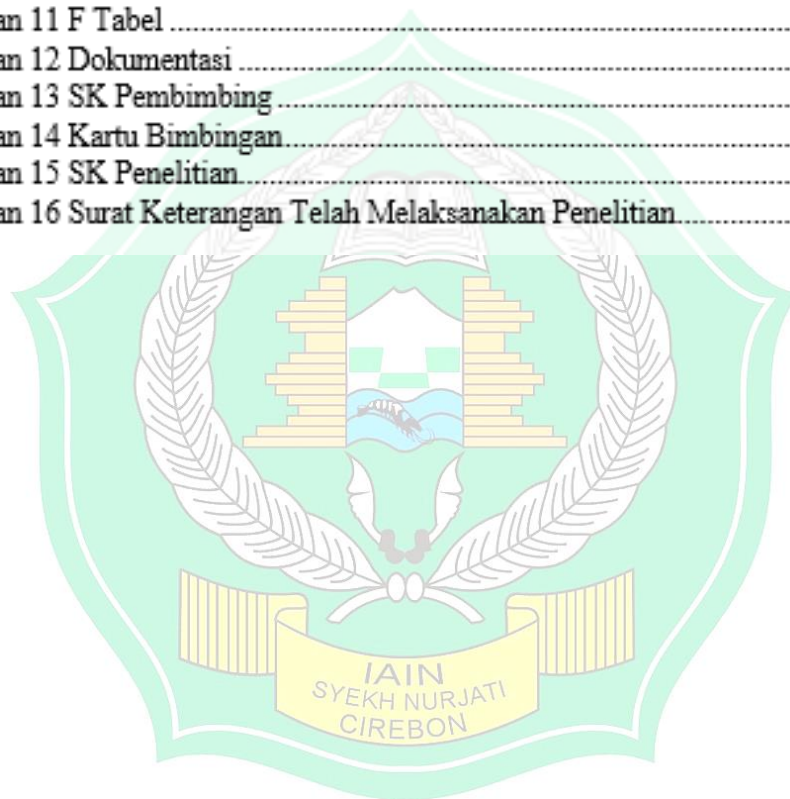 an 11 F Tabel
an 12 Dokumentasi
an 13 SK Pembimbing
an 14 Kartu Bimbingan
an 15 SK Penelitian
an 16 Surat Keterangan Telah Melaksanakan Penelitian
IAIN
SYEKH NURJATI
CIREBON